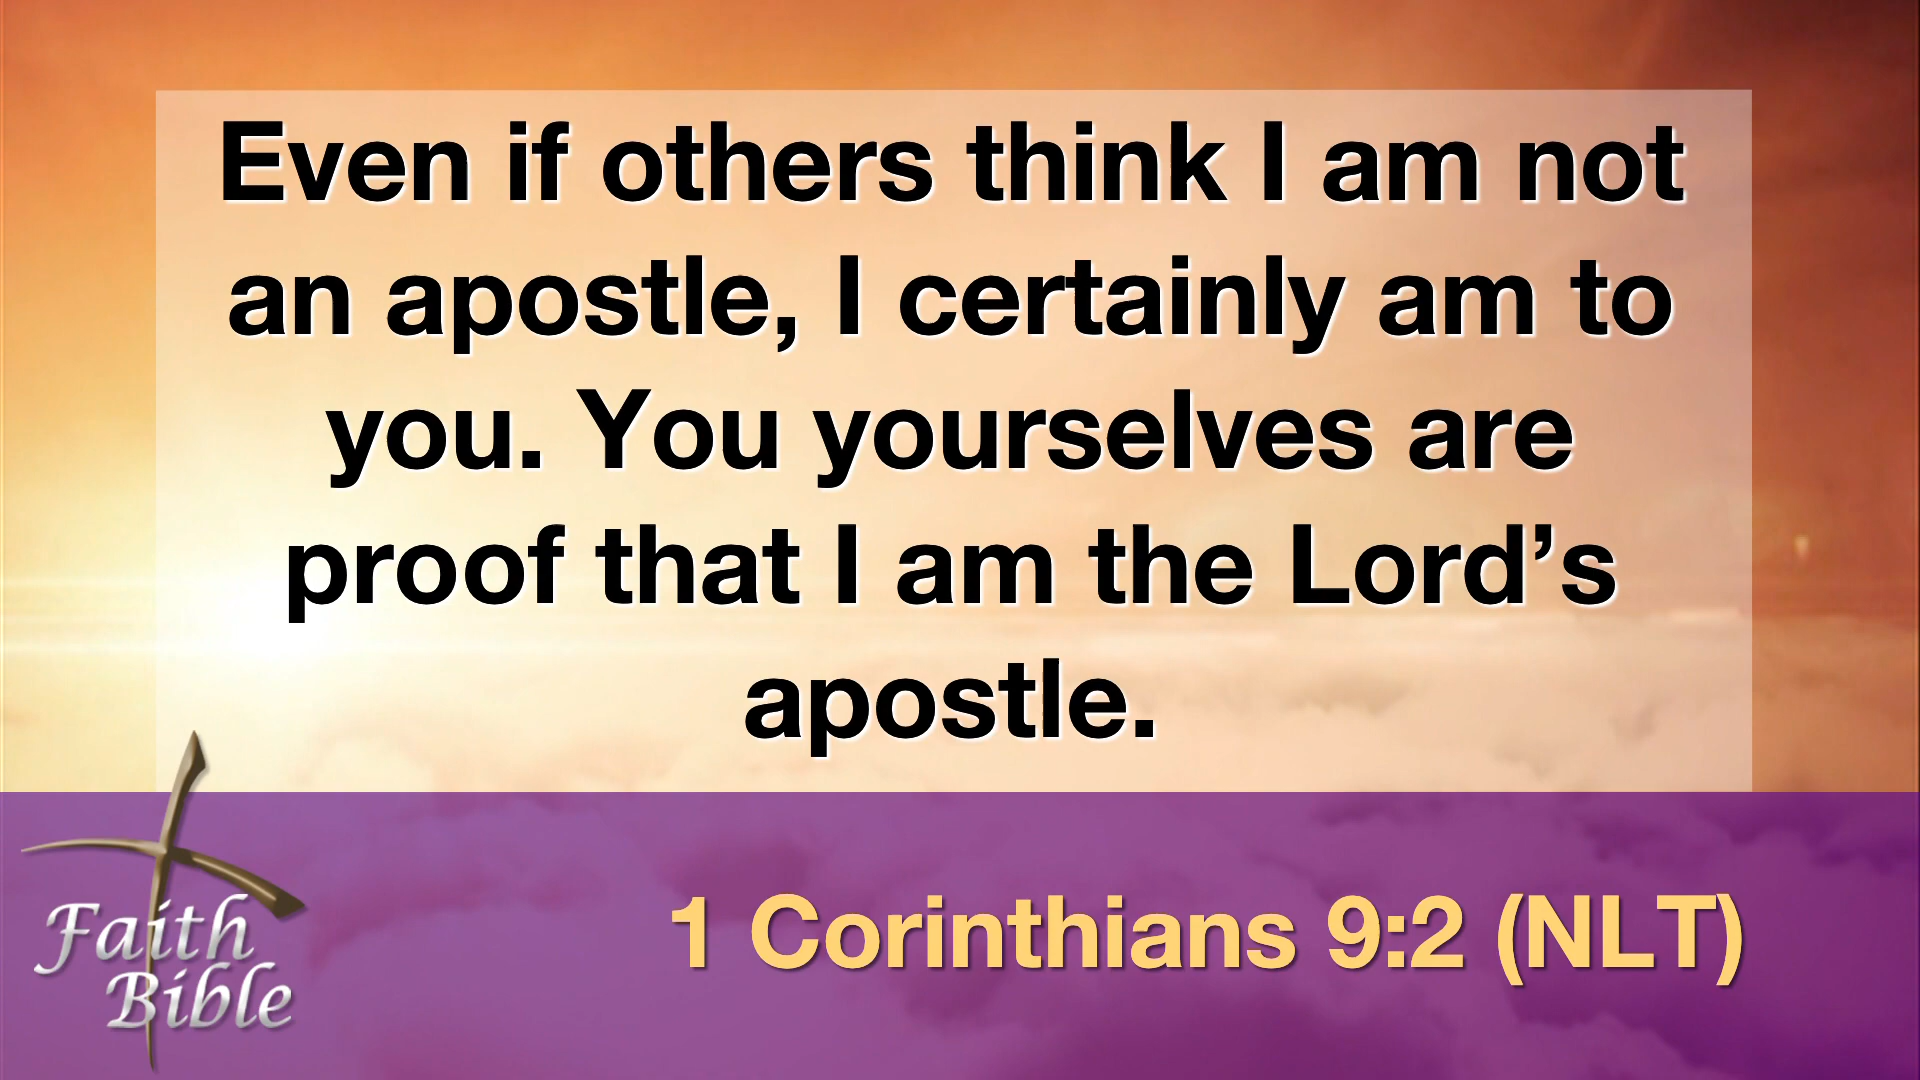 Even if others think I am not
an apostle, I certainly am to
you. You yourselves are
proof that I am the Lord’s
apostle.
1 Corinthians 9:2 (NLT)
Faith
Bible